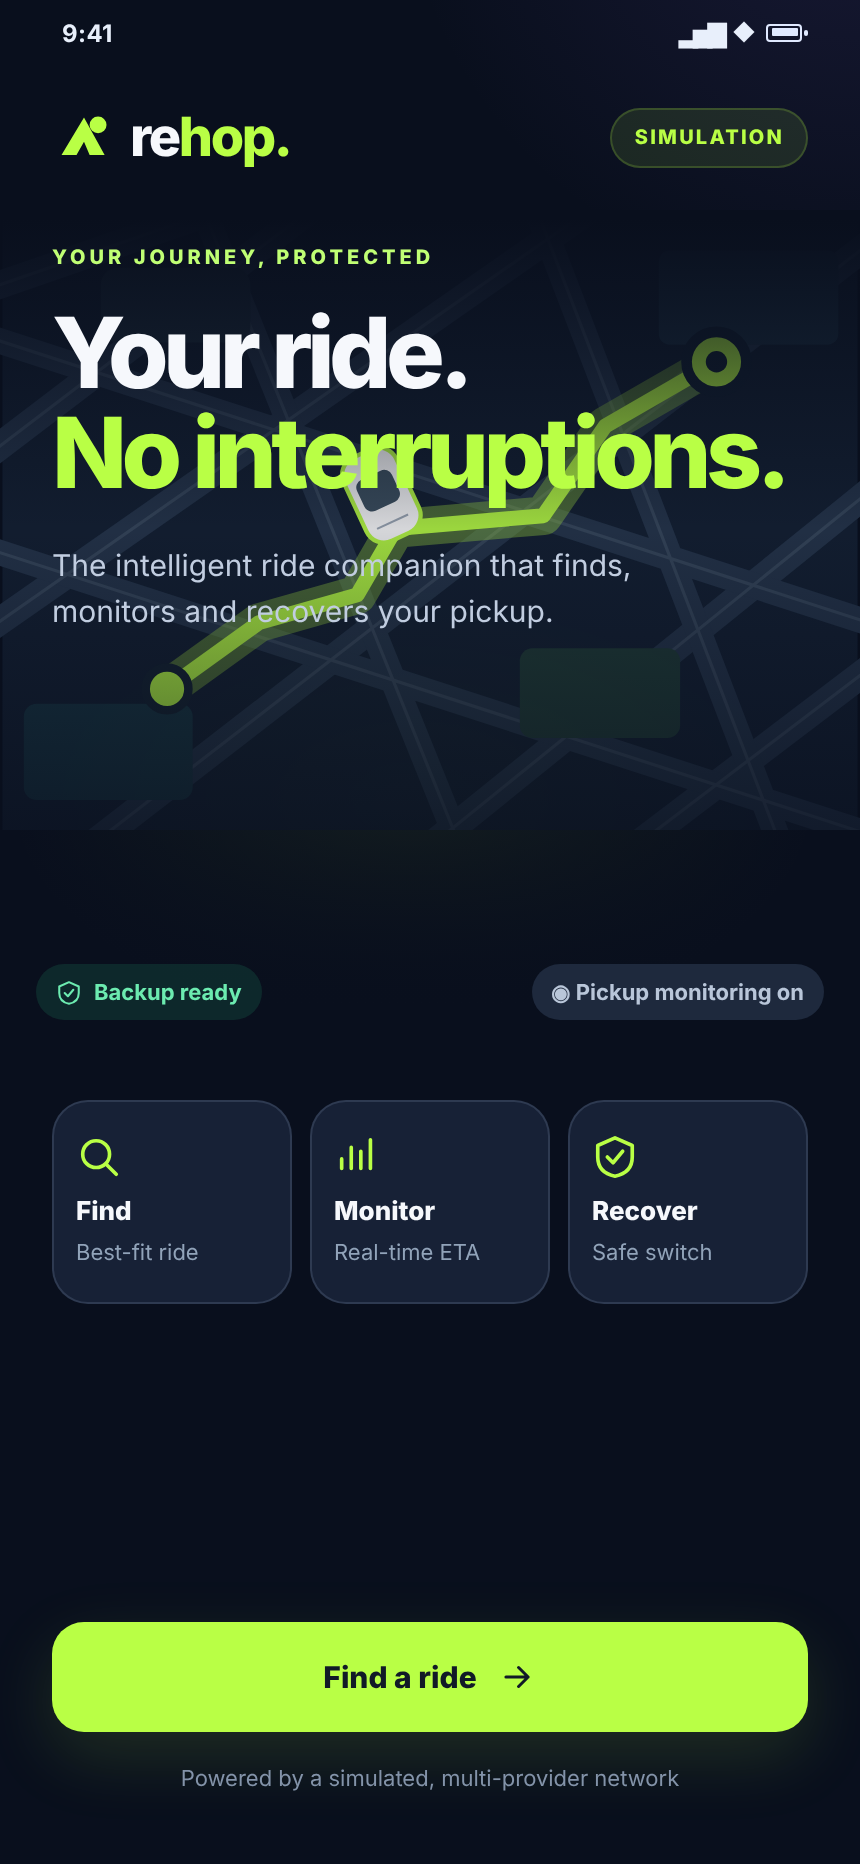 9:41
rehop.
SIMULATION
YOUR JOURNEY, PROTECTED
Your ride.
No interruptions.
The intelligent ride companion that finds,
monitors and recovers your pickup.
Backup ready
◉ Pickup monitoring on
Find
Best-fit ride
Monitor
Real-time ETA
Recover
Safe switch
Find a ride →
Powered by a simulated, multi-provider network